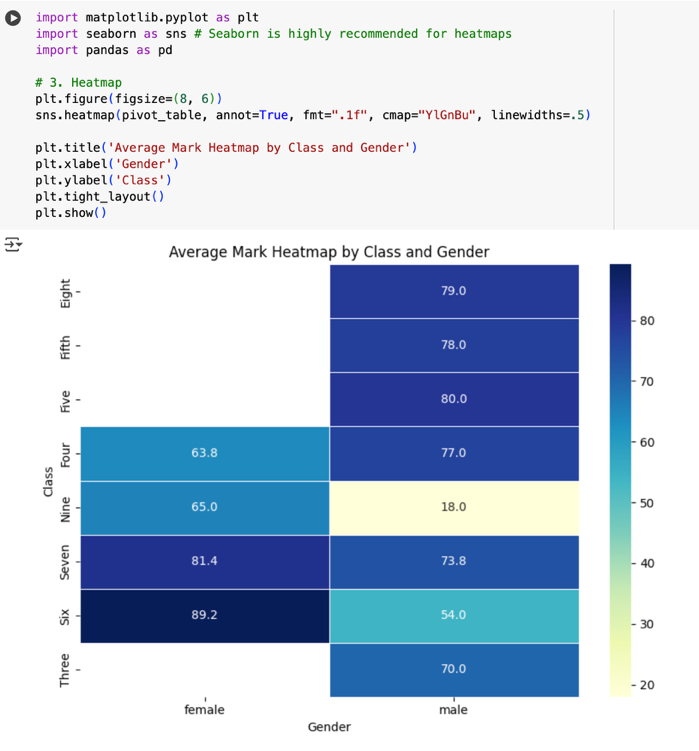 import matplotlib.pyplot as plt
import seaborn as sns # Seaborn is highly recommended for heatmaps
import pandas as pd
# 3. Heatmap
plt.figure(figsize=(8, 6))
sns.heatmap(pivot_table, annot=True, fmt=".1f", cmap="YlGnBu", linewidths=.5)
plt.title('Average Mark Heatmap by Class and Gender')
plt.xlabel('Gender')
plt.ylabel('Class')
plt.tight_layout()
plt.show()
Average Mark Heatmap by Class and Gender
Class
Eight 79.0
Fifth 78.0
Five 80.0
Four 63.8 77.0
Nine 65.0 18.0
Seven 81.4 73.8
Six 89.2 54.0
Three 70.0
female male
Gender
80
70
60
50
40
30
20